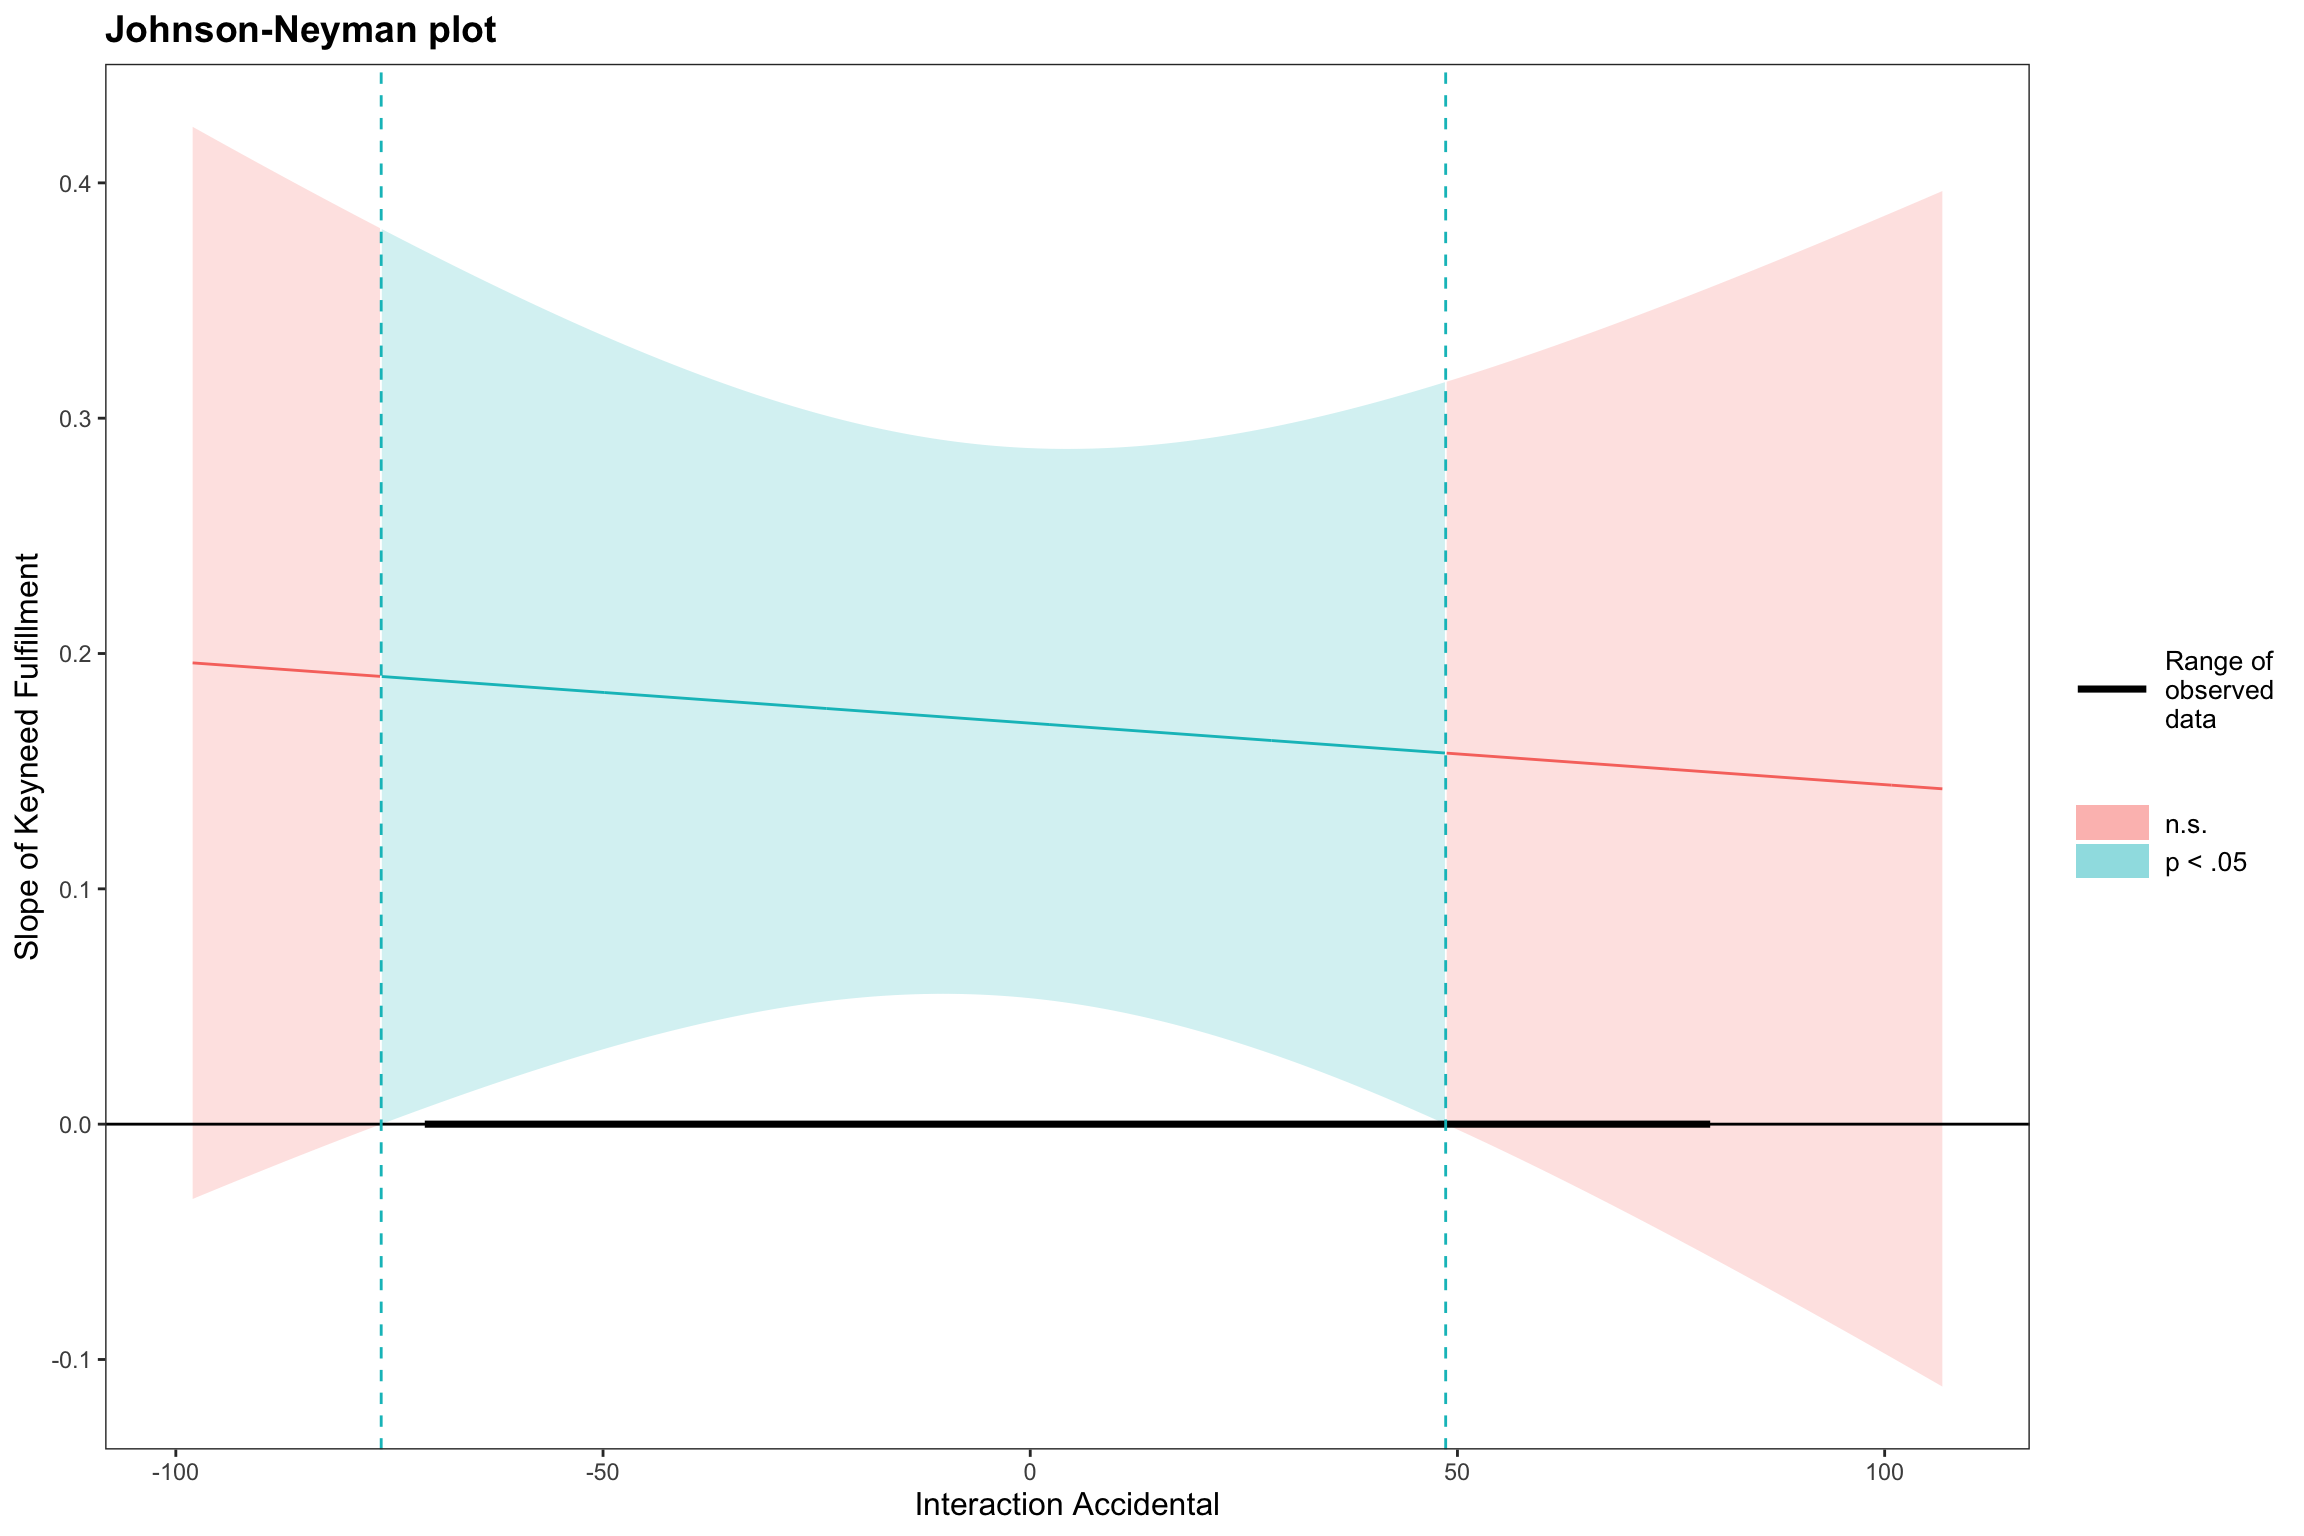 Johnson-Neyman plot
Slope of Keyneed Fulfillment
0.4
0.3
0.2
0.1
0.0
-0.1
-100
-50
0
50
100
Interaction Accidental
Range of
observed
data
n.s.
p < .05